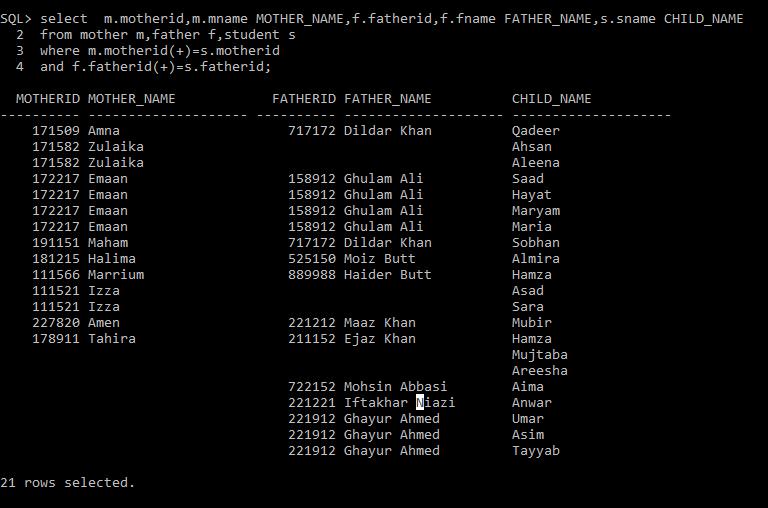 SQL> select  m.motherid,m.mname MOTHER_NAME,f.fatherid,f.fname FATHER_NAME,s.sname CHILD_NAME
  2  from mother m,father f,student s
  3  where m.motherid(+)=s.motherid
  4  and f.fatherid(+)=s.fatherid;
  MOTHERID MOTHER_NAME            FATHERID FATHER_NAME          CHILD_NAME
---------- -------------------- ---------- -------------------- --------------------
    171509 Amna                     717172 Dildar Khan          Qadeer
    171582 Zulaika                                              Ahsan
    171582 Zulaika                                              Aleena
    172217 Emaan                    158912 Ghulam Ali           Saad
    172217 Emaan                    158912 Ghulam Ali           Hayat
    172217 Emaan                    158912 Ghulam Ali           Maryam
    172217 Emaan                    158912 Ghulam Ali           Maria
    191151 Maham                    717172 Dildar Khan          Sobhan
    181215 Halima                   525150 Moiz Butt            Almira
    111566 Marrium                  889988 Haider Butt          Hamza
    111521 Izza                                                 Asad
    111521 Izza                                                 Sara
    227820 Amen                     221212 Maaz Khan            Mubir
    178911 Tahira                   211152 Ejaz Khan            Hamza
                                                                Mujtaba
                                                                Areesha
                                    722152 Mohsin Abbasi        Aima
                                    221221 Iftakhar Niazi       Anwar
                                    221912 Ghayur Ahmed         Umar
                                    221912 Ghayur Ahmed         Asim
                                    221912 Ghayur Ahmed         Tayyab
21 rows selected.